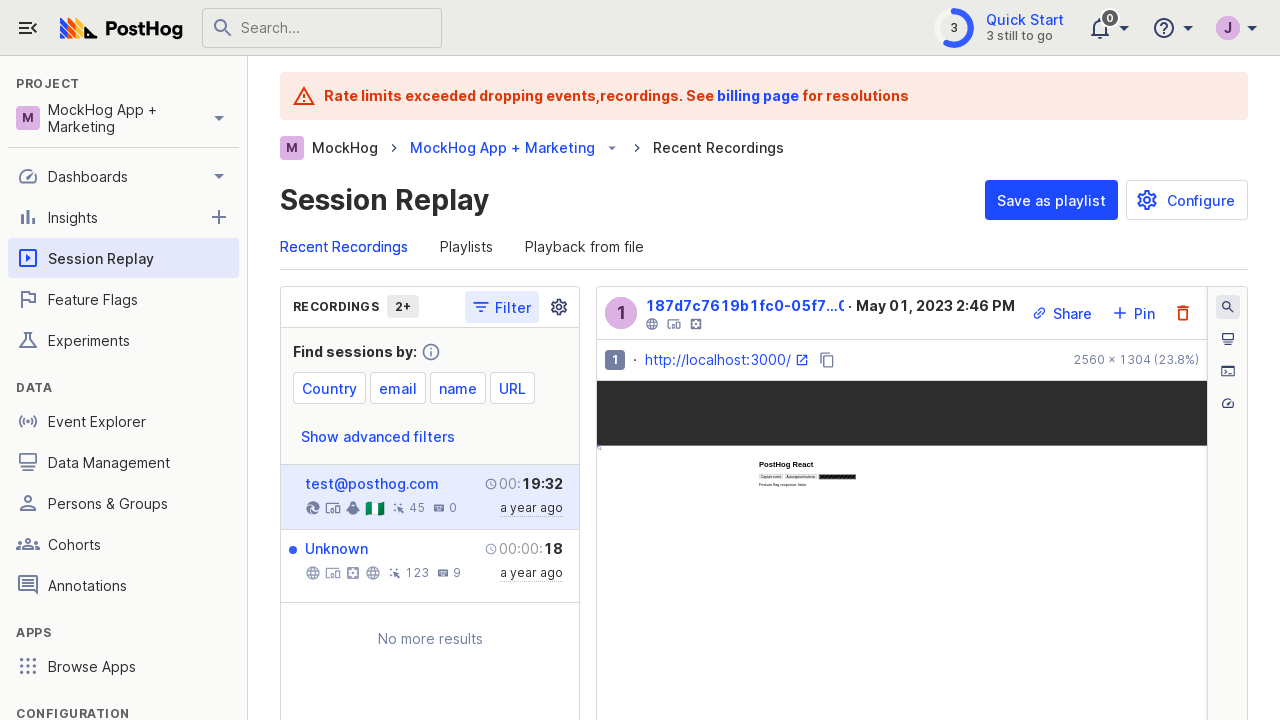 PostHog
Search...
3
Quick Start
3 still to go
0
J
PROJECT
M
MockHog App +
Marketing
Dashboards
Insights
Session Replay
Feature Flags
Experiments
DATA
Event Explorer
Data Management
Persons & Groups
Cohorts
Annotations
APPS
Browse Apps
CONFIGURATION
Rate limits exceeded dropping events,recordings. See billing page for resolutions
M MockHog > MockHog App + Marketing > Recent Recordings
Session Replay
Save as playlist
Configure
Recent Recordings
Playlists
Playback from file
RECORDINGS 2+
Filter
Find sessions by:
Country
email
name
URL
Show advanced filters
test@posthog.com 00:19:32
45 0 a year ago
Unknown 00:00:18
123 9 a year ago
No more results
1
187d7c7619b1fc0-05f7...0 · May 01, 2023 2:46 PM
Share
Pin
1 · http://localhost:3000/
2560 × 1304 (23.8%)
PostHog React
Capture event Autocapture buttons
Feature flag response: false